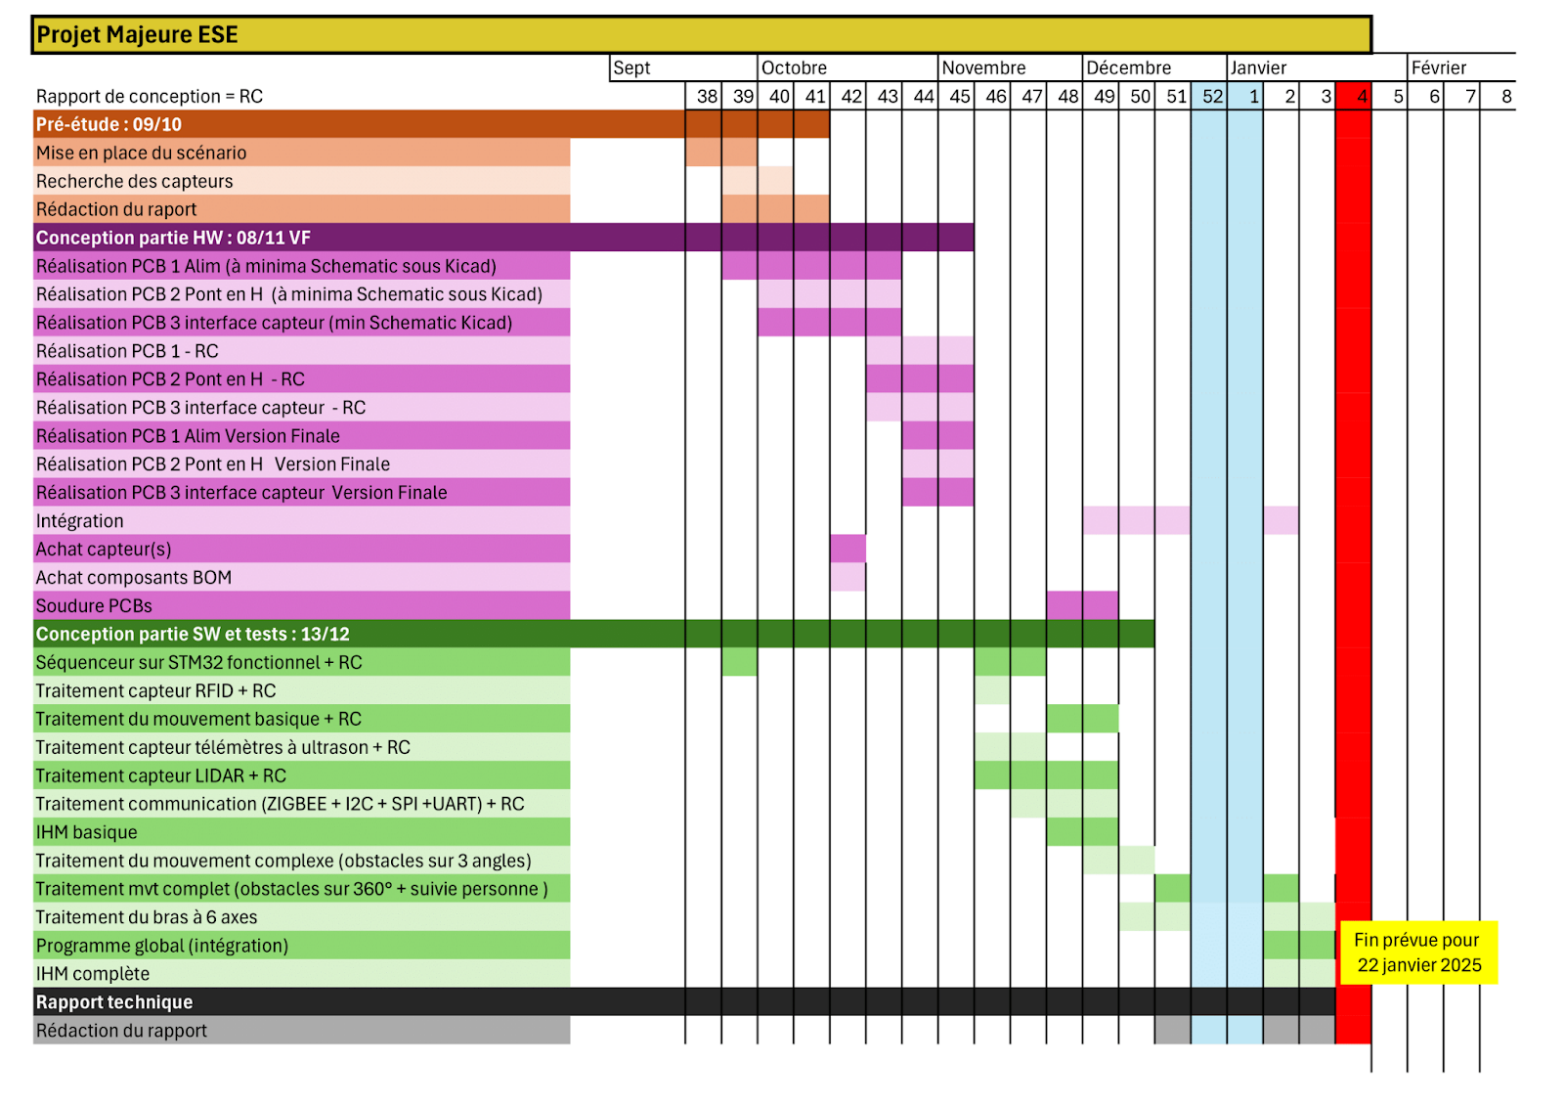 Projet Majeure ESE
Sept Octobre Novembre Décembre Janvier Février
Rapport de conception = RC 38 39 40 41 42 43 44 45 46 47 48 49 50 51 52 1 2 3 4 5 6 7 8
Pré-étude : 09/10
Mise en place du scénario
Recherche des capteurs
Rédaction du raport
Conception partie HW : 08/11 VF
Réalisation PCB 1 Alim (à minima Schematic sous Kicad)
Réalisation PCB 2 Pont en H (à minima Schematic sous Kicad)
Réalisation PCB 3 interface capteur (min Schematic Kicad)
Réalisation PCB 1 - RC
Réalisation PCB 2 Pont en H - RC
Réalisation PCB 3 interface capteur - RC
Réalisation PCB 1 Alim Version Finale
Réalisation PCB 2 Pont en H Version Finale
Réalisation PCB 3 interface capteur Version Finale
Intégration
Achat capteur(s)
Achat composants BOM
Soudure PCBs
Conception partie SW et tests : 13/12
Séquenceur sur STM32 fonctionnel + RC
Traitement capteur RFID + RC
Traitement du mouvement basique + RC
Traitement capteur télémètres à ultrason + RC
Traitement capteur LIDAR + RC
Traitement communication (ZIGBEE + I2C + SPI +UART) + RC
IHM basique
Traitement du mouvement complexe (obstacles sur 3 angles)
Traitement mvt complet (obstacles sur 360° + suivie personne )
Traitement du bras à 6 axes
Programme global (intégration)
IHM complète
Fin prévue pour
22 janvier 2025
Rapport technique
Rédaction du rapport